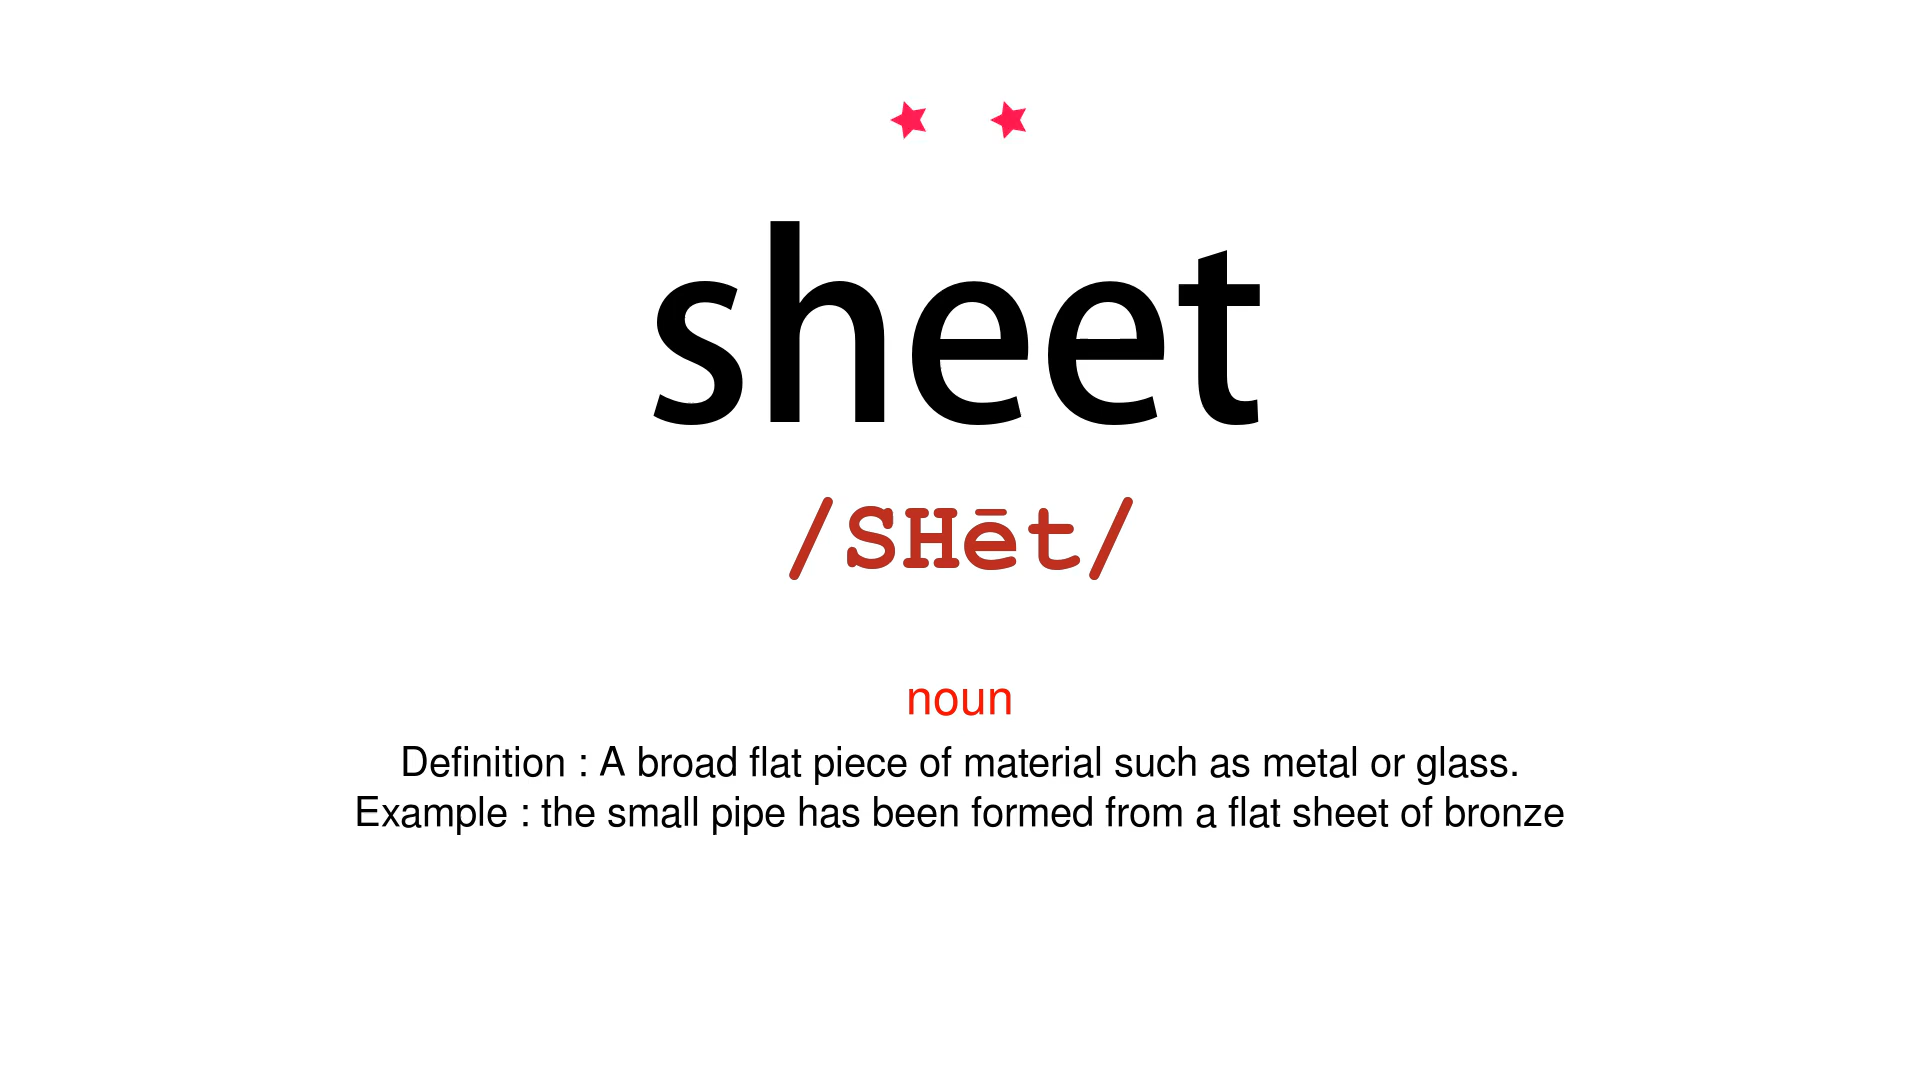 sheet
/SHēt/
noun
Definition : A broad flat piece of material such as metal or glass.
Example : the small pipe has been formed from a flat sheet of bronze